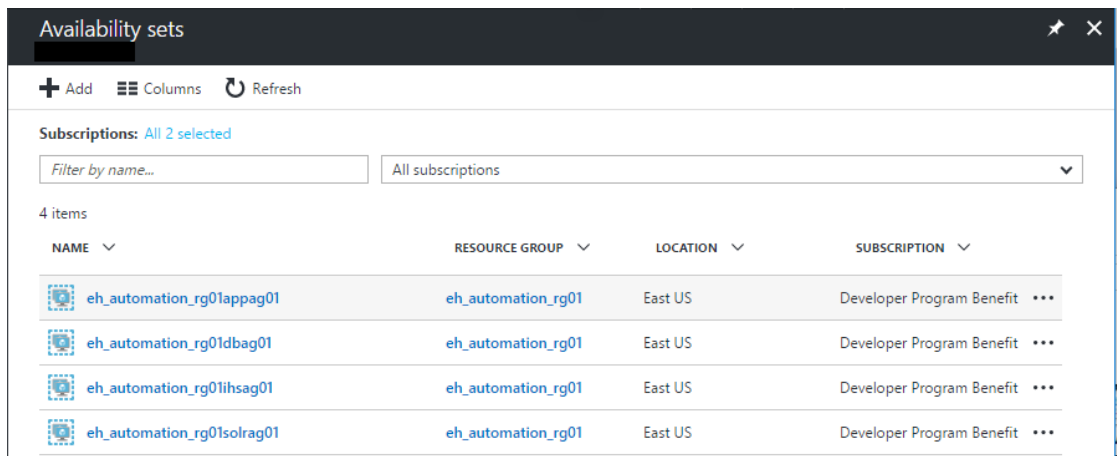 Availability sets
Add Columns Refresh
Subscriptions: All 2 selected
Filter by name... All subscriptions
4 items
NAME RESOURCE GROUP LOCATION SUBSCRIPTION
eh_automation_rg01appag01 eh_automation_rg01 East US Developer Program Benefit
eh_automation_rg01dbag01 eh_automation_rg01 East US Developer Program Benefit
eh_automation_rg01ihsag01 eh_automation_rg01 East US Developer Program Benefit
eh_automation_rg01solrag01 eh_automation_rg01 East US Developer Program Benefit